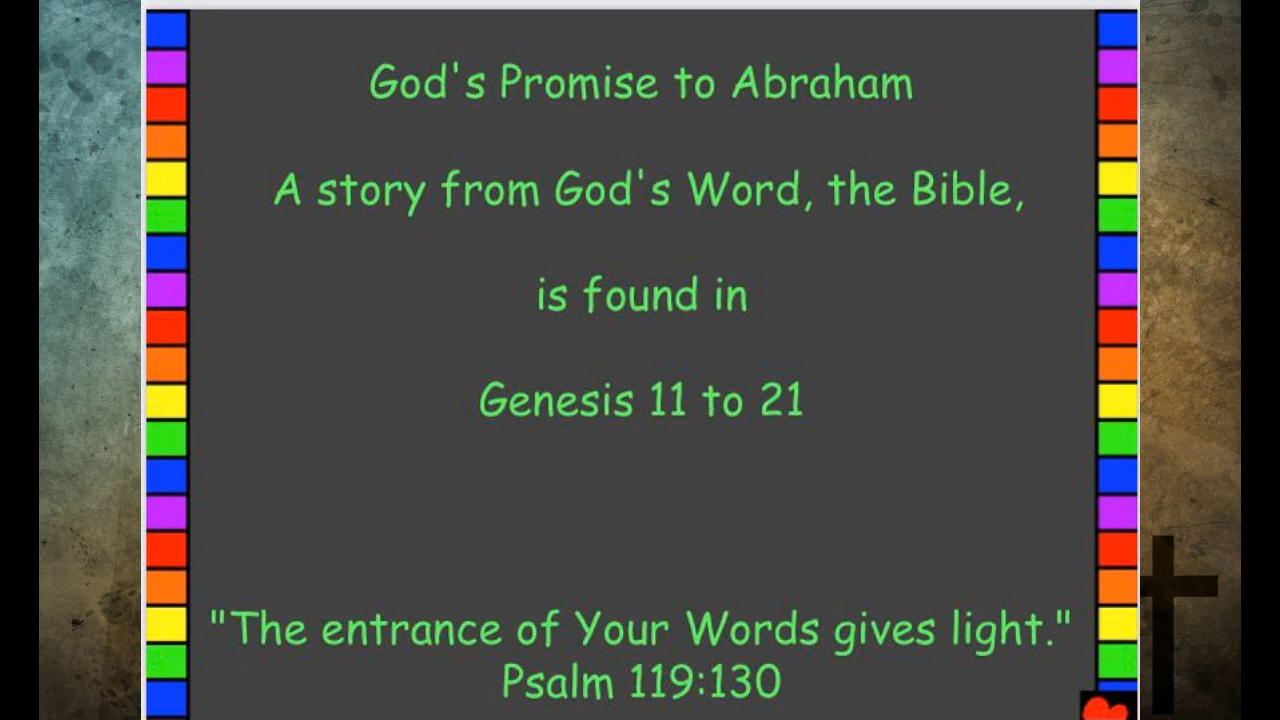 God's Promise to Abraham
A story from God's Word, the Bible,
is found in
Genesis 11 to 21
"The entrance of Your Words gives light."
Psalm 119:130